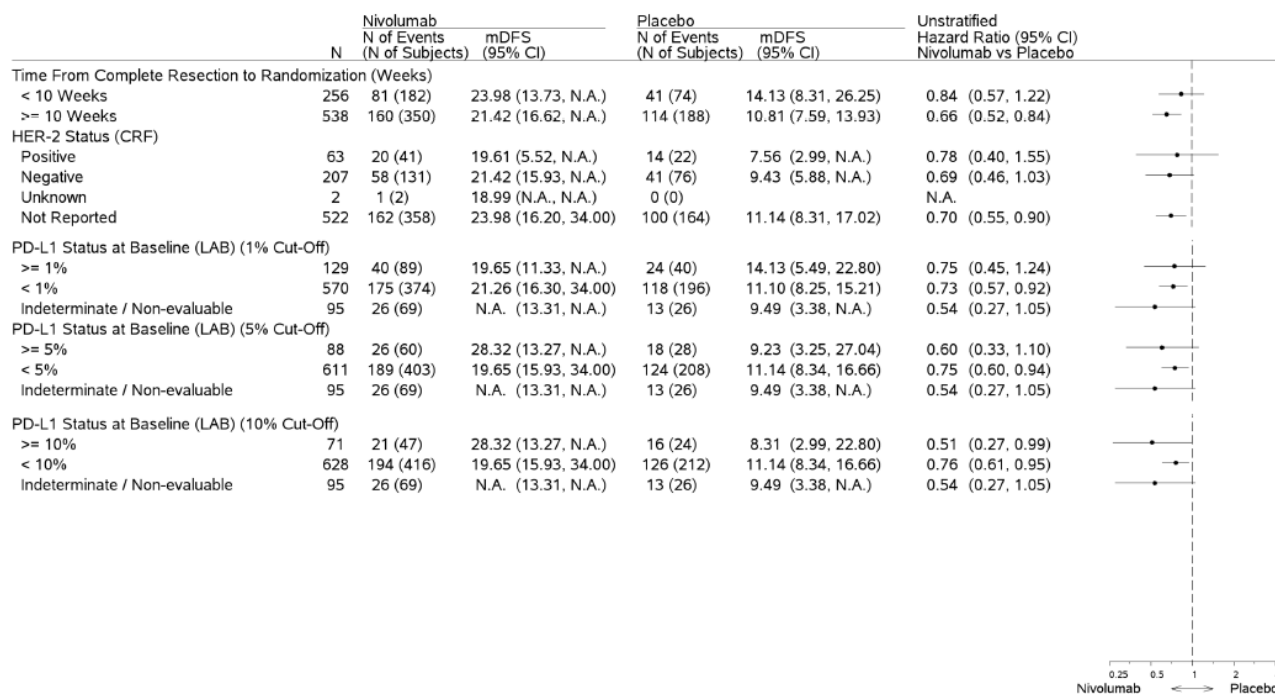 Nivolumab Placebo Unstratified
N of Events mDFS N of Events mDFS Hazard Ratio (95% CI)
N (N of Subjects) (95% CI) (N of Subjects) (95% CI) Nivolumab vs Placebo
Time From Complete Resection to Randomization (Weeks)
< 10 Weeks 256 81 (182) 23.98 (13.73, N.A.) 41 (74) 14.13 (8.31, 26.25) 0.84 (0.57, 1.22)
>= 10 Weeks 538 160 (350) 21.42 (16.62, N.A.) 114 (188) 10.81 (7.59, 13.93) 0.66 (0.52, 0.84)
HER-2 Status (CRF)
Positive 63 20 (41) 19.61 (5.52, N.A.) 14 (22) 7.56 (2.99, N.A.) 0.78 (0.40, 1.55)
Negative 207 58 (131) 21.42 (15.93, N.A.) 41 (76) 9.43 (5.88, N.A.) 0.69 (0.46, 1.03)
Unknown 2 1 (2) 18.99 (N.A., N.A.) 0 (0) N.A.
Not Reported 522 162 (358) 23.98 (16.20, 34.00) 100 (164) 11.14 (8.31, 17.02) 0.70 (0.55, 0.90)
PD-L1 Status at Baseline (LAB) (1% Cut-Off)
>= 1% 129 40 (89) 19.65 (11.33, N.A.) 24 (40) 14.13 (5.49, 22.80) 0.75 (0.45, 1.24)
< 1% 570 175 (374) 21.26 (16.30, 34.00) 118 (196) 11.10 (8.25, 15.21) 0.73 (0.57, 0.92)
Indeterminate / Non-evaluable 95 26 (69) N.A. (13.31, N.A.) 13 (26) 9.49 (3.38, N.A.) 0.54 (0.27, 1.05)
PD-L1 Status at Baseline (LAB) (5% Cut-Off)
>= 5% 88 26 (60) 28.32 (13.27, N.A.) 18 (28) 9.23 (3.25, 27.04) 0.60 (0.33, 1.10)
< 5% 611 189 (403) 19.65 (15.93, 34.00) 124 (208) 11.14 (8.34, 16.66) 0.75 (0.60, 0.94)
Indeterminate / Non-evaluable 95 26 (69) N.A. (13.31, N.A.) 13 (26) 9.49 (3.38, N.A.) 0.54 (0.27, 1.05)
PD-L1 Status at Baseline (LAB) (10% Cut-Off)
>= 10% 71 21 (47) 28.32 (13.27, N.A.) 16 (24) 8.31 (2.99, 22.80) 0.51 (0.27, 0.99)
< 10% 628 194 (416) 19.65 (15.93, 34.00) 126 (212) 11.14 (8.34, 16.66) 0.76 (0.61, 0.95)
Indeterminate / Non-evaluable 95 26 (69) N.A. (13.31, N.A.) 13 (26) 9.49 (3.38, N.A.) 0.54 (0.27, 1.05)
0.25 0.5 1 2
Nivolumab <—> Placebo